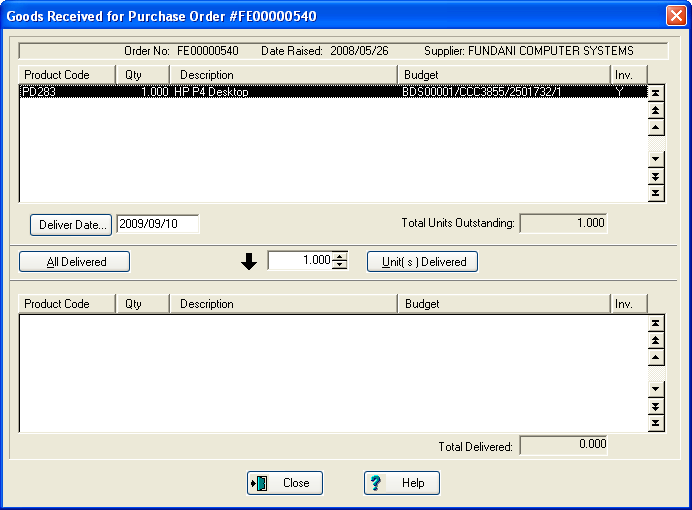 Goods Received for Purchase Order #FE00000540
Order No: FE00000540 Date Raised: 2008/05/26 Supplier: FUNDANI COMPUTER SYSTEMS
Product Code Qty Description Budget Inv.
PD283 1.000 HP P4 Desktop BDS00001/CCC3855/2501732/1 Y
Deliver Date... 2009/09/10 Total Units Outstanding: 1.000
All Delivered 1.000 Unit( s ) Delivered
Product Code Qty Description Budget Inv.
Total Delivered: 0.000
Close ? Help